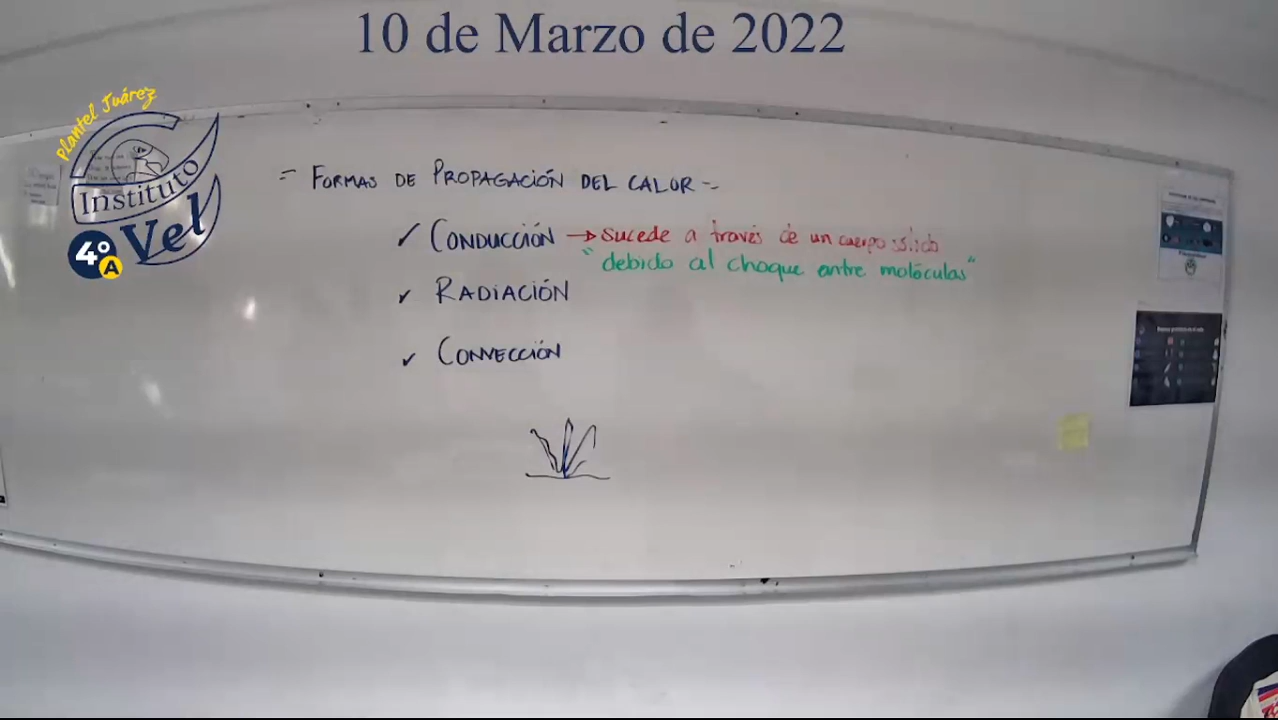 10 de Marzo de 2022
Plantel Juárez
Instituto
Vel
4º
A
- FORMAS DE PROPAGACIÓN DEL CALOR -
✓ CONDUCCIÓN → sucede a través de un cuerpo sólido
"debido al choque entre moléculas"
✓ RADIACIÓN
✓ CONVECCIÓN